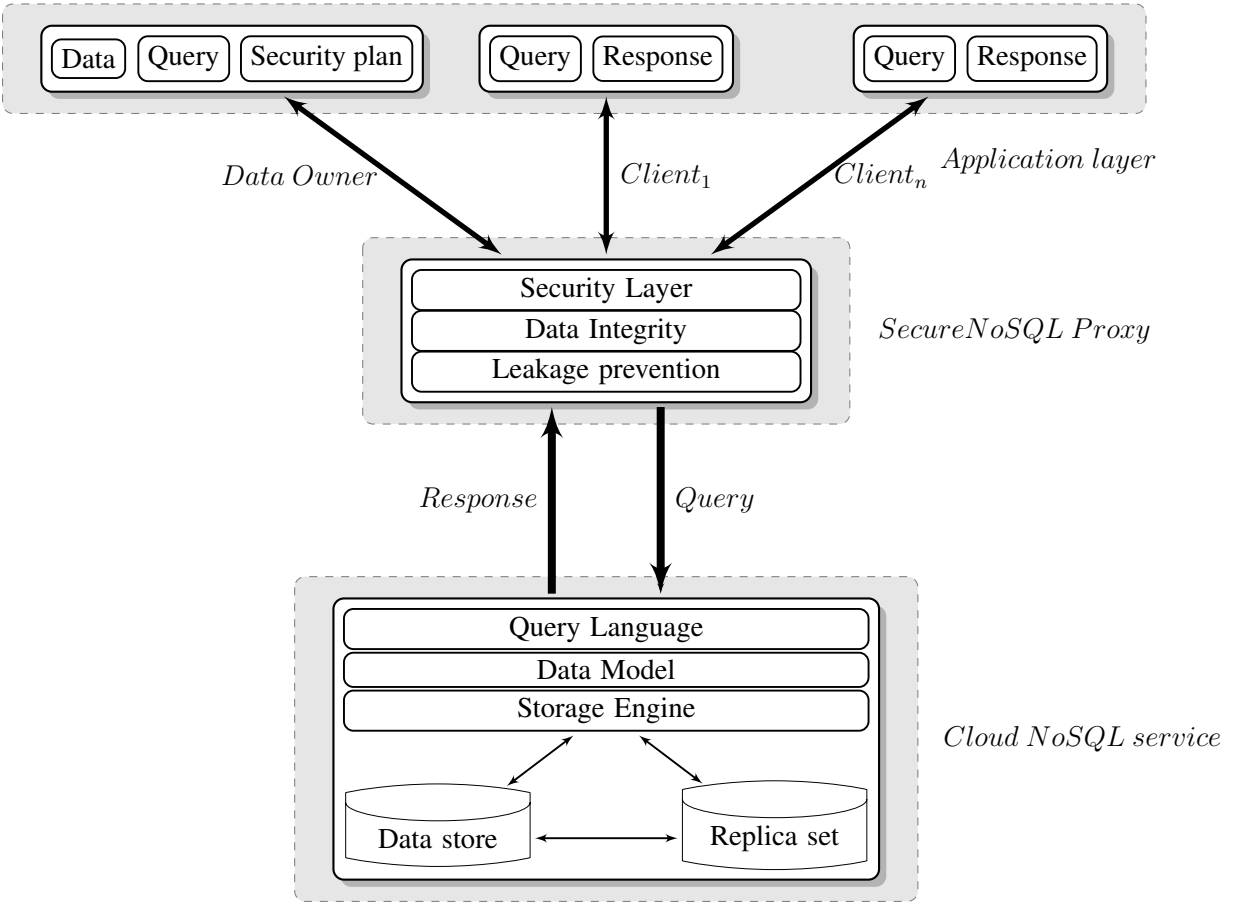 Data Query Security plan Query Response Query Response
Data Owner Client₁ Clientₙ Application layer
Security Layer
Data Integrity
Leakage prevention
SecureNoSQL Proxy
Response Query
Query Language
Data Model
Storage Engine
Cloud NoSQL service
Data store Replica set